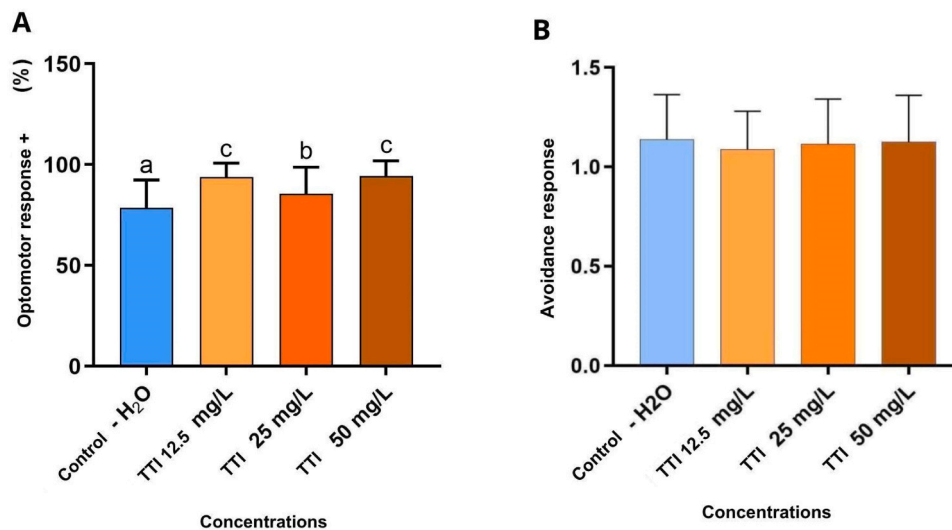 A
Optomotor response + (%)
150
100
50
0
a
c
b
c
Control - H₂O
TTI 12.5 mg/L
TTI 25 mg/L
TTI 50 mg/L
Concentrations
B
Avoidance response
1.5
1.0
0.5
0.0
Control - H2O
TTI 12.5 mg/L
TTI 25 mg/L
TTI 50 mg/L
Concentrations